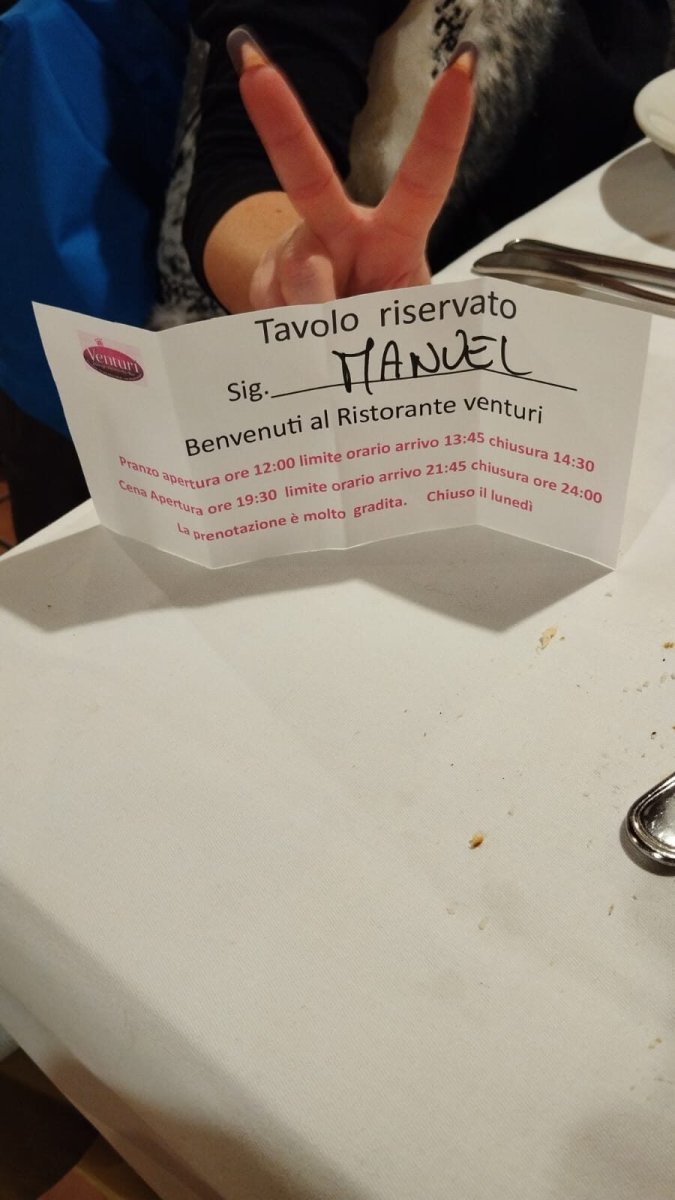 Tavolo riservato
Venturi
Sig. MANUEL
Benvenuti al Ristorante venturi
Pranzo apertura ore 12:00 limite orario arrivo 13:45 chiusura 14:30
Cena Apertura ore 19:30 limite orario arrivo 21:45 chiusura ore 24:00
La prenotazione è molto gradita. Chiuso il lunedì